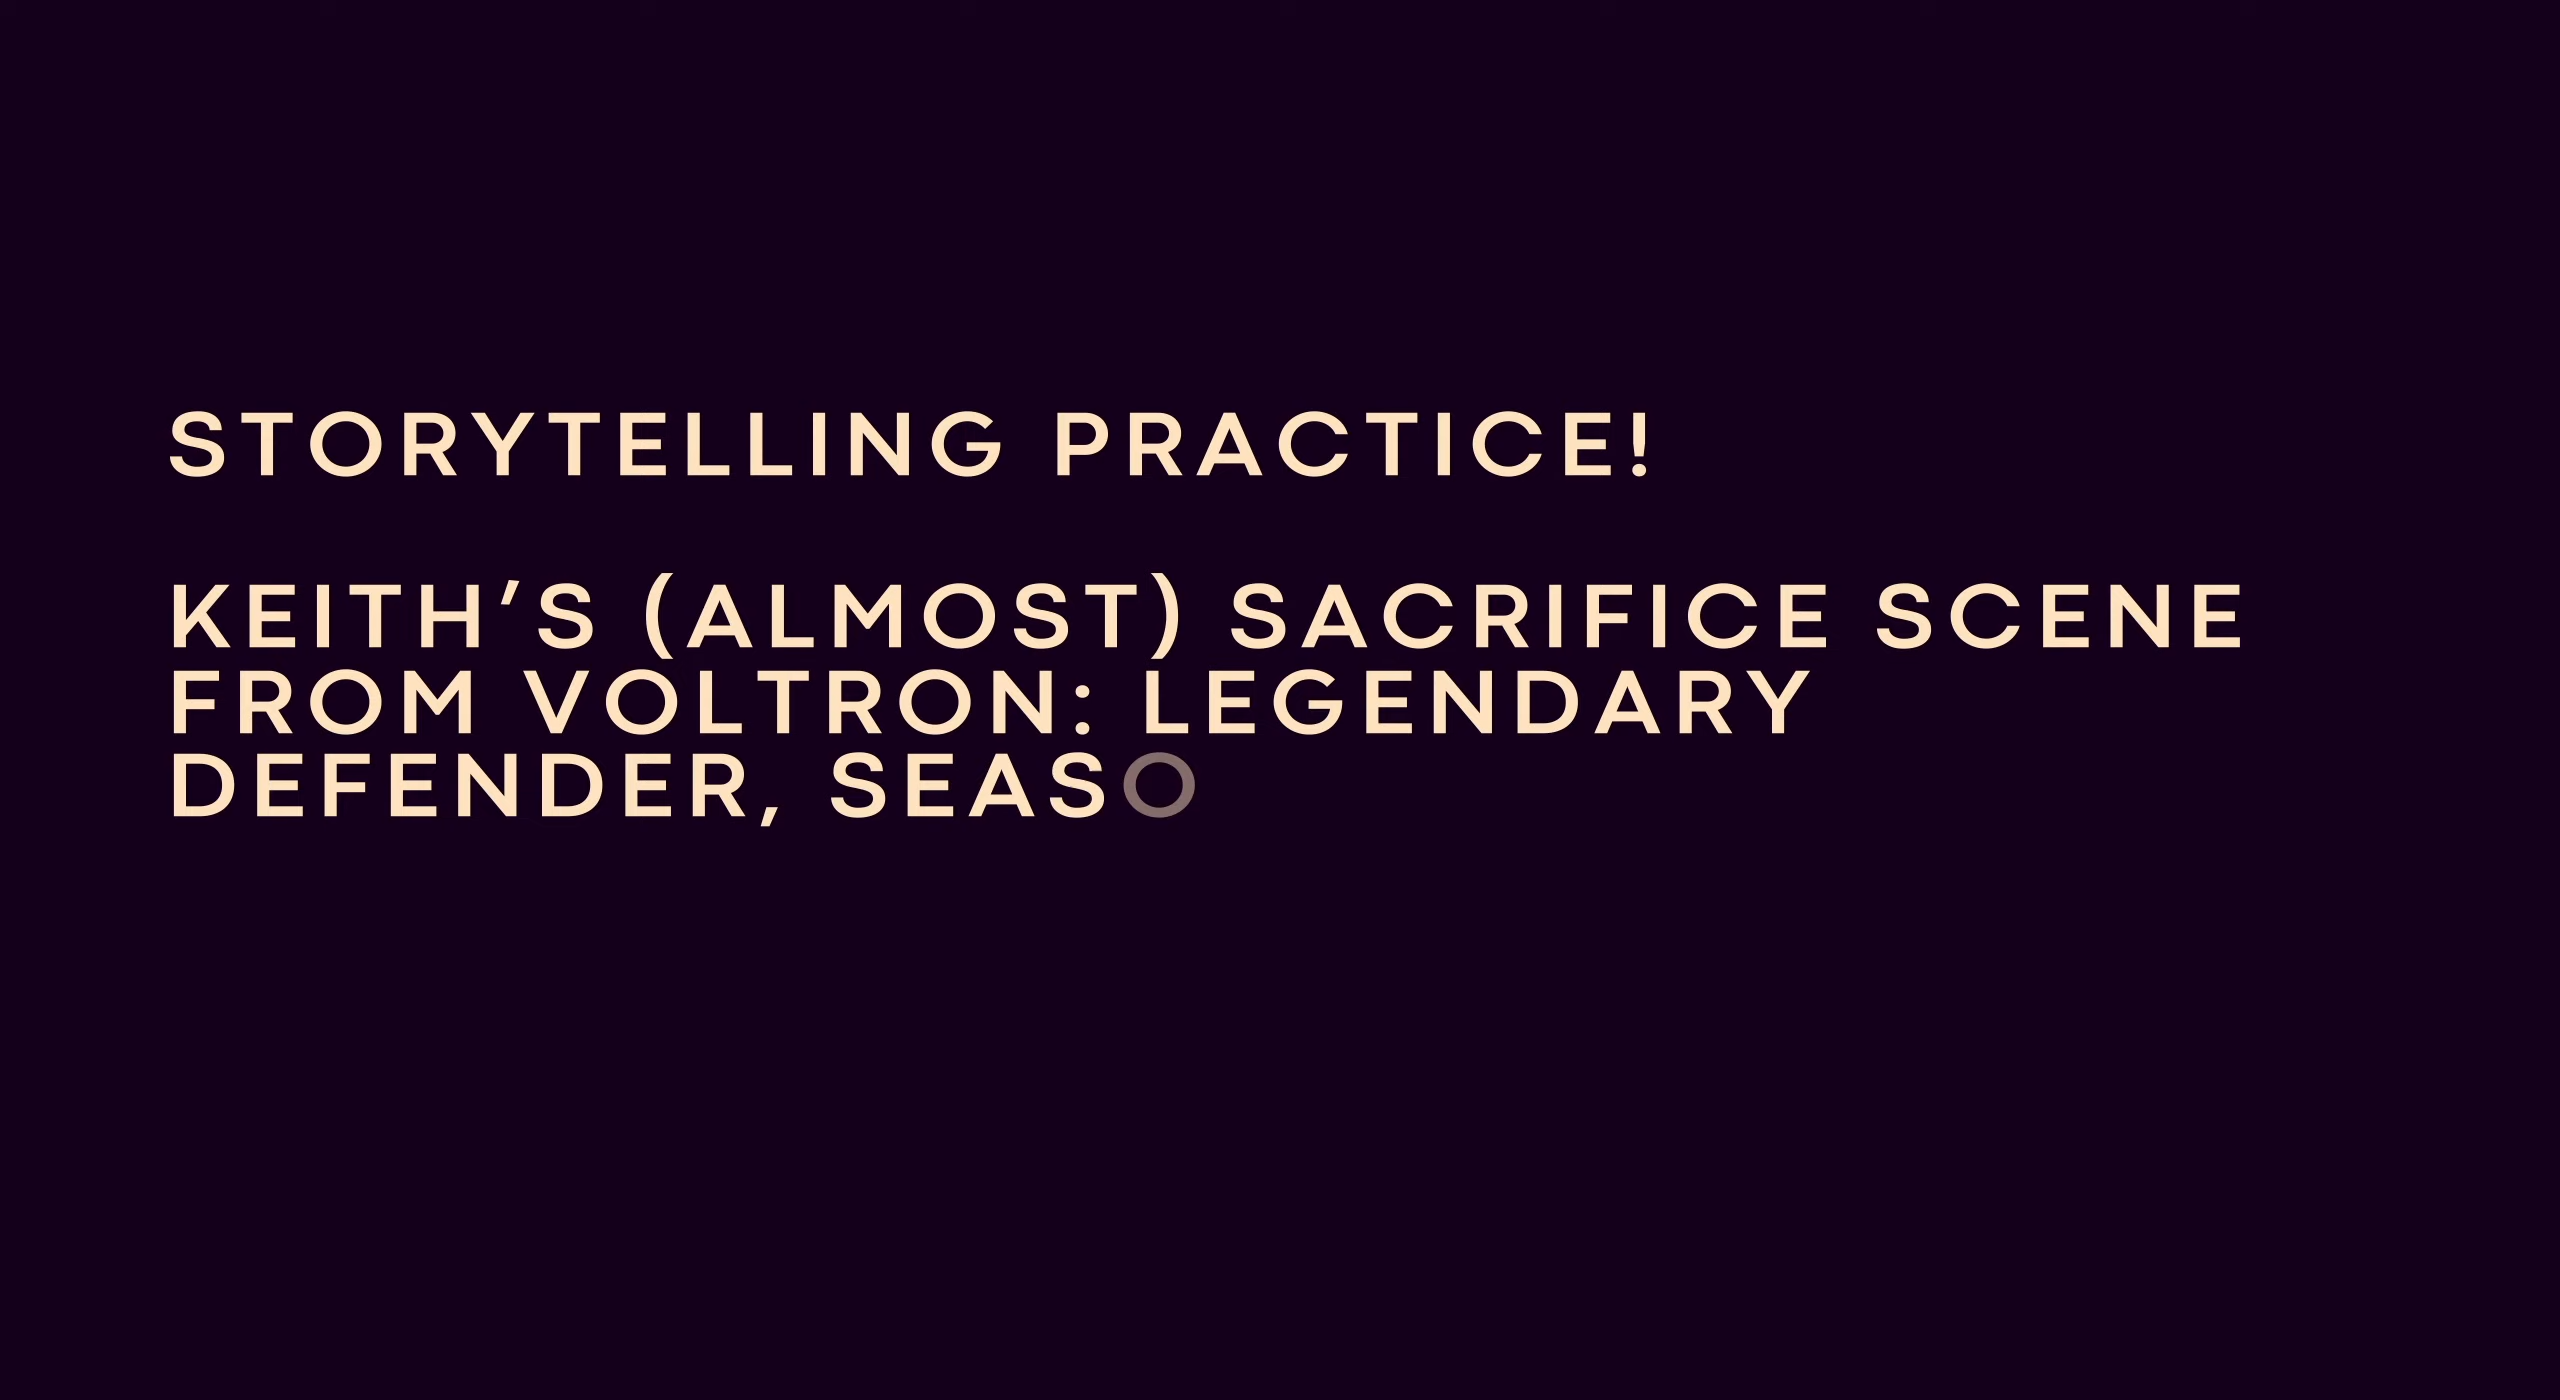 STORYTELLING PRACTICE!
KEITH’S (ALMOST) SACRIFICE SCENE
FROM VOLTRON: LEGENDARY
DEFENDER, SEASO